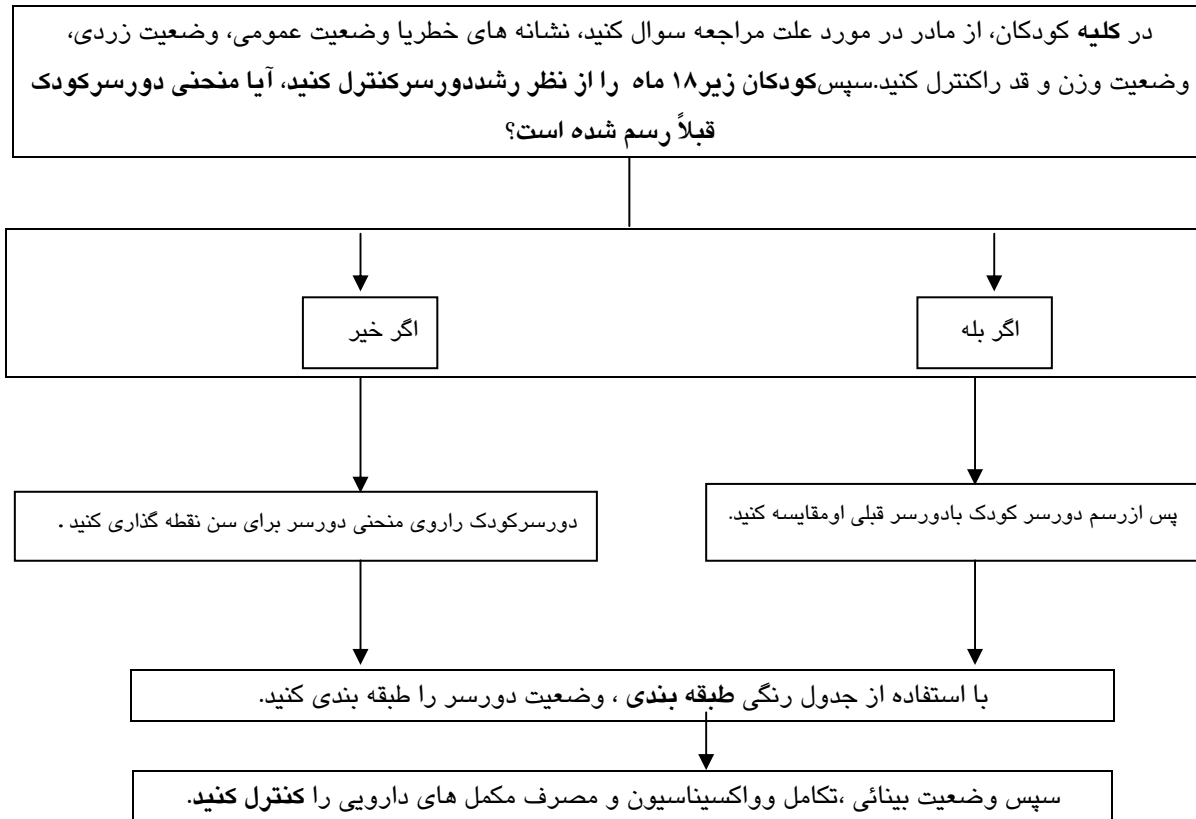 در کلیه کودکان، از مادر در مورد علت مراجعه سوال کنید، نشانه های خطریا وضعیت عمومی، وضعیت زردی،
وضعیت وزن و قد راکنترل کنید.سپس‌کودکان زیر۱۸ ماه را از نظر رشددورسرکنترل کنید، آیا منحنی دورسرکودک
قبلاً رسم شده است؟
اگر بله
اگر خیر
پس ازرسم دورسر کودک بادورسر قبلی اومقایسه کنید.
دورسرکودک راروی منحنی دورسر برای سن نقطه گذاری کنید .
با استفاده از جدول رنگی طبقه بندی ، وضعیت دورسر را طبقه بندی کنید.
سپس وضعیت بینائی ،تکامل وواکسیناسیون و مصرف مکمل های دارویی را کنترل کنید.